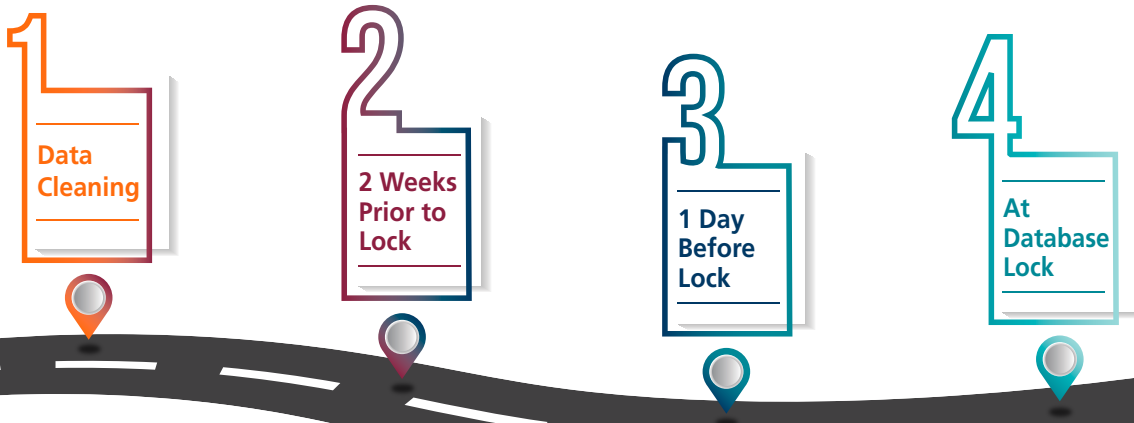 1
Data
Cleaning
2
2 Weeks
Prior to
Lock
3
1 Day
Before
Lock
4
At
Database
Lock